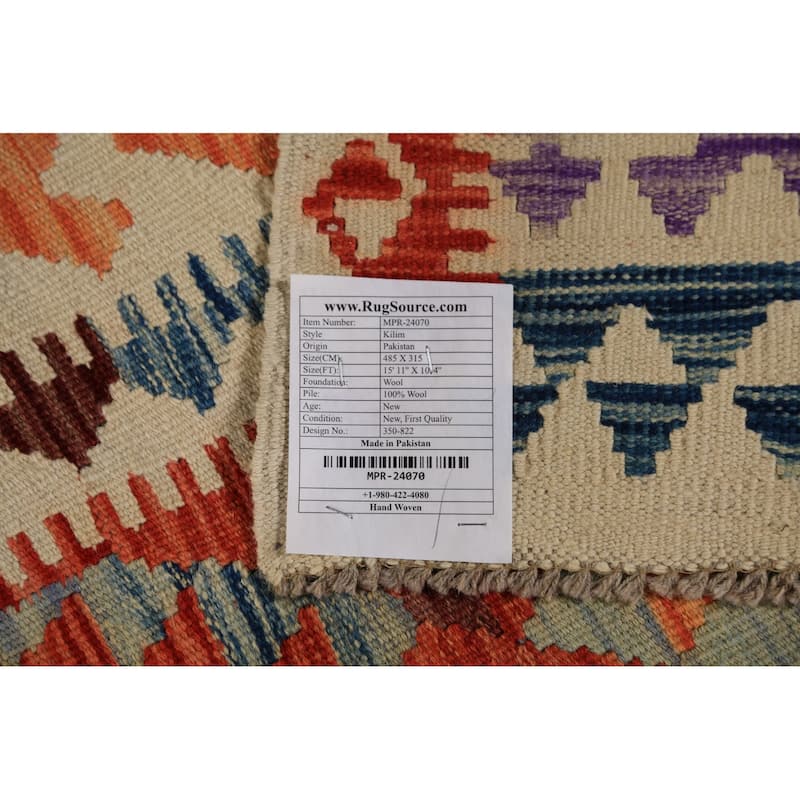 www.RugSource.com
Item Number: MPR-24070
Style Kilim
Origin Pakistan
Size(CM) 485 X 315
Size(FT): 15' 11" X 10' 4"
Foundation: Wool
Pile: 100% Wool
Age: New
Condition: New, First Quality
Design No.: 350-822
Made in Pakistan
MPR-24070
+1-980-422-4080
Hand Woven